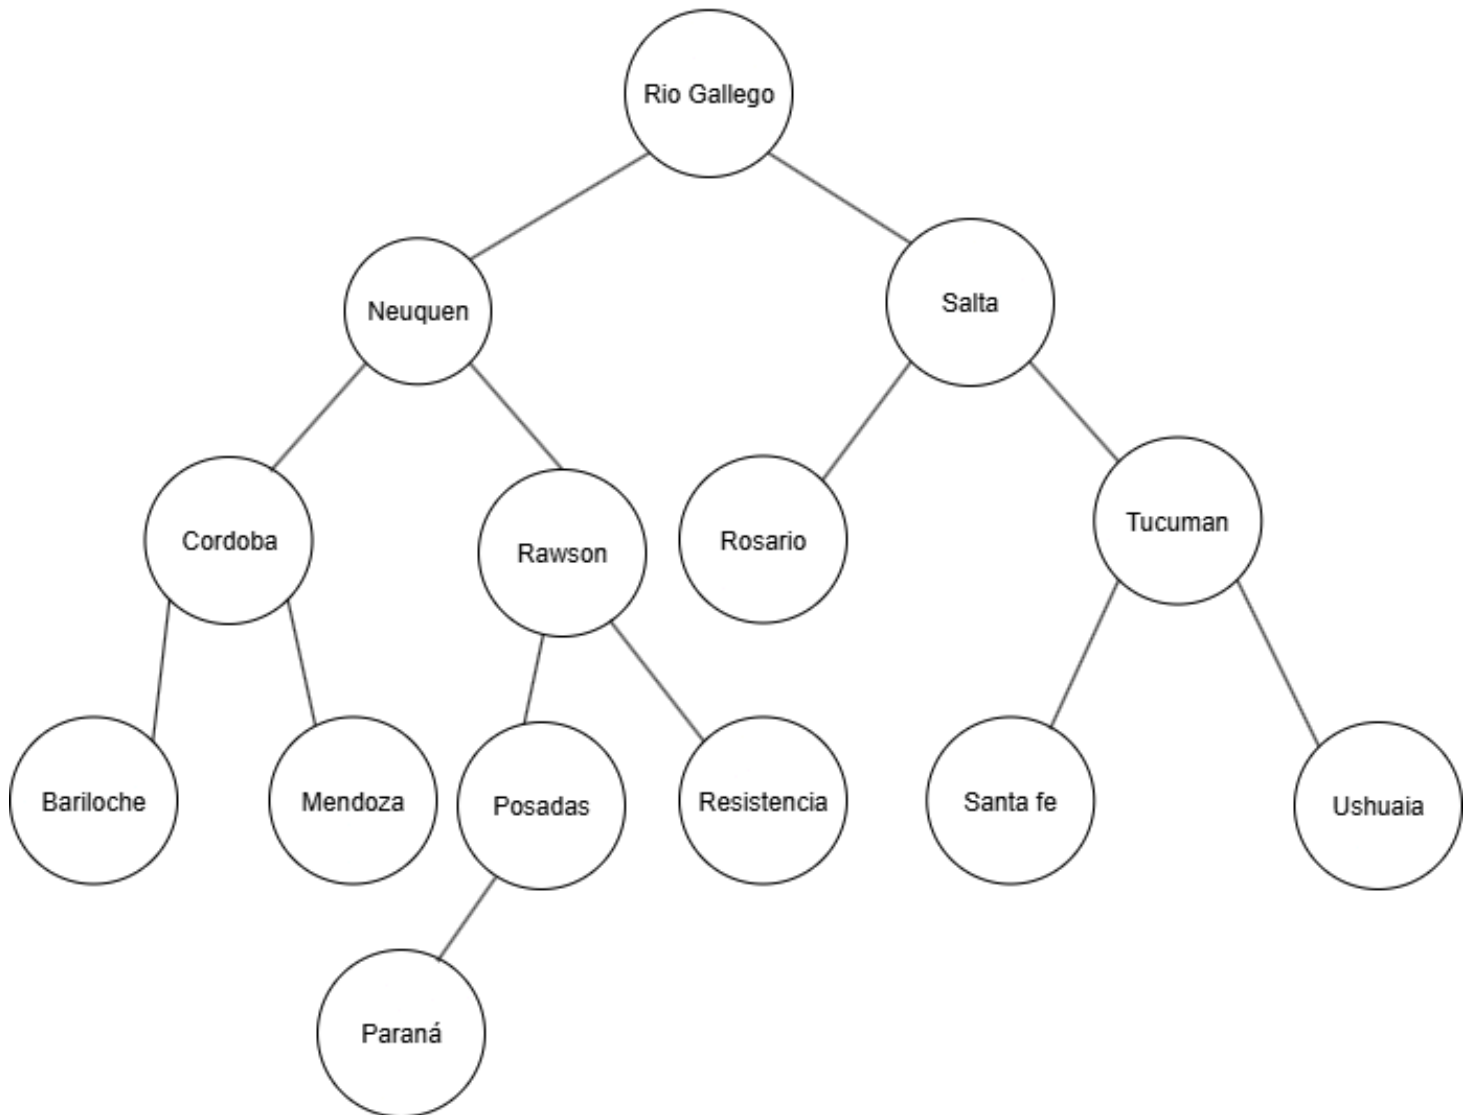 Rio Gallego
Neuquen
Salta
Cordoba
Rawson
Rosario
Tucuman
Bariloche
Mendoza
Posadas
Resistencia
Santa fe
Ushuaia
Paraná